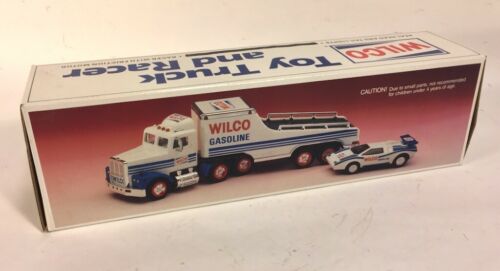 WILCO
Toy Truck
and Racer
CAUTION! Due to small parts, not recommended
for children under 4 years of age!
WILCO
GASOLINE
WILCO